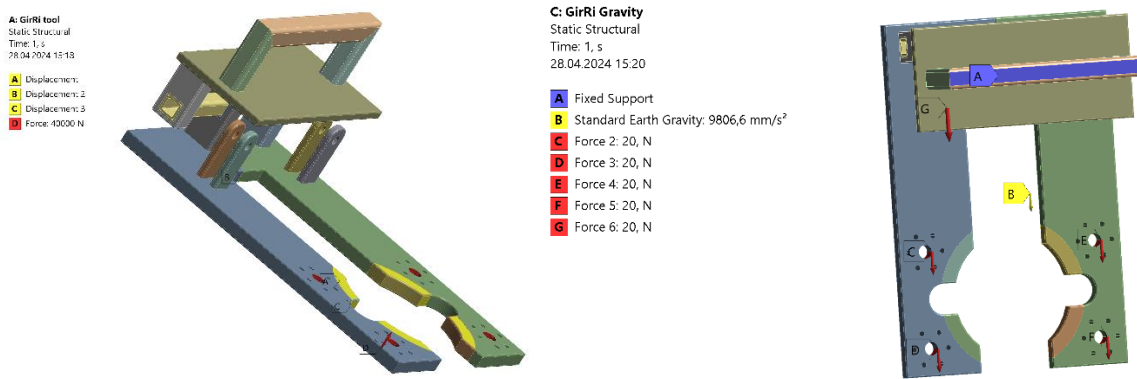 A: GirRi tool
Static Structural
Time: 1, s
28.04.2024 15:18
A Displacement
B Displacement 2
C Displacement 3
D Force: 40000 N
B
A
C
D
C: GirRi Gravity
Static Structural
Time: 1, s
28.04.2024 15:20
A Fixed Support
B Standard Earth Gravity: 9806,6 mm/s²
C Force 2: 20, N
D Force 3: 20, N
E Force 4: 20, N
F Force 5: 20, N
G Force 6: 20, N
A
G
B
C
E
D
F